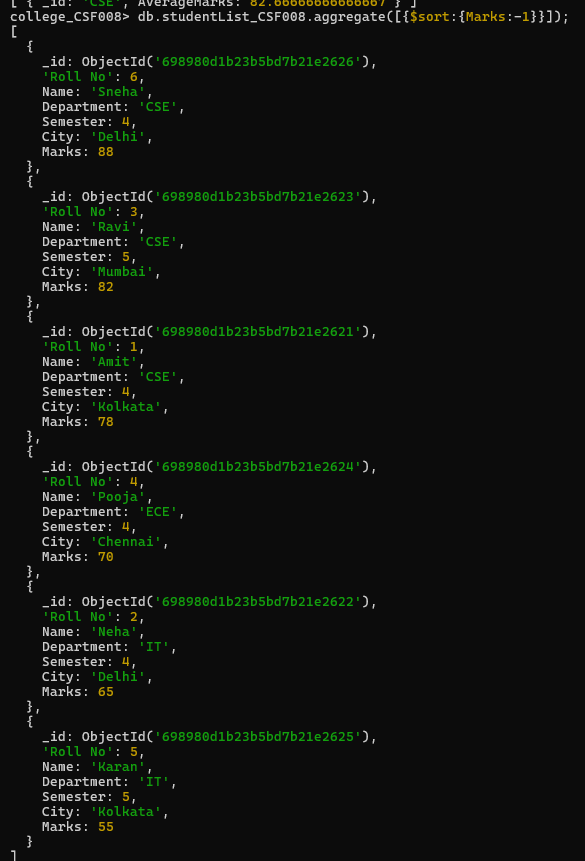 [ { _id: 'CSE', AverageMarks: 82.66666666666667 } ]
college_CSF008> db.studentList_CSF008.aggregate([{$sort:{Marks:-1}}]);
[
  {
    _id: ObjectId('698980d1b23b5bd7b21e2626'),
    'Roll No': 6,
    Name: 'Sneha',
    Department: 'CSE',
    Semester: 4,
    City: 'Delhi',
    Marks: 88
  },
  {
    _id: ObjectId('698980d1b23b5bd7b21e2623'),
    'Roll No': 3,
    Name: 'Ravi',
    Department: 'CSE',
    Semester: 5,
    City: 'Mumbai',
    Marks: 82
  },
  {
    _id: ObjectId('698980d1b23b5bd7b21e2621'),
    'Roll No': 1,
    Name: 'Amit',
    Department: 'CSE',
    Semester: 4,
    City: 'Kolkata',
    Marks: 78
  },
  {
    _id: ObjectId('698980d1b23b5bd7b21e2624'),
    'Roll No': 4,
    Name: 'Pooja',
    Department: 'ECE',
    Semester: 4,
    City: 'Chennai',
    Marks: 70
  },
  {
    _id: ObjectId('698980d1b23b5bd7b21e2622'),
    'Roll No': 2,
    Name: 'Neha',
    Department: 'IT',
    Semester: 4,
    City: 'Delhi',
    Marks: 65
  },
  {
    _id: ObjectId('698980d1b23b5bd7b21e2625'),
    'Roll No': 5,
    Name: 'Karan',
    Department: 'IT',
    Semester: 5,
    City: 'Kolkata',
    Marks: 55
  }
]